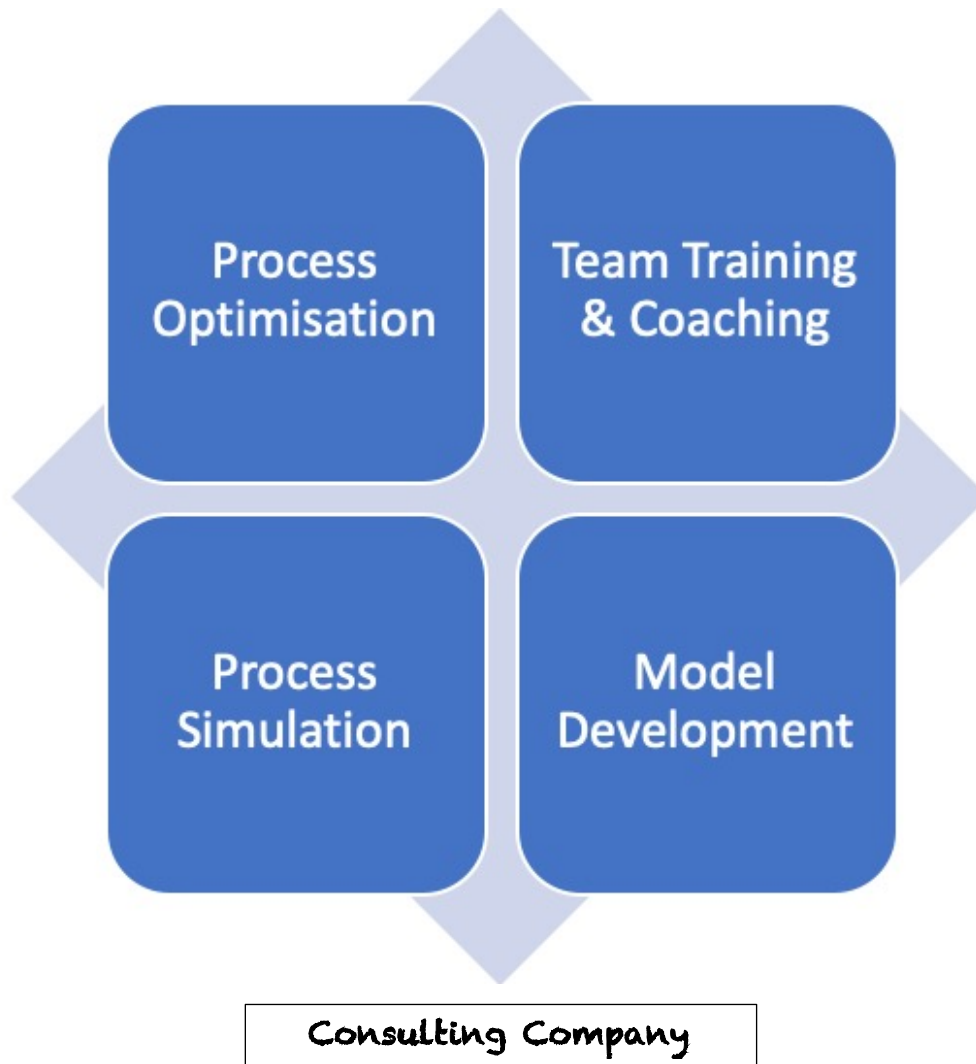 Process
Optimisation
Team Training
& Coaching
Process
Simulation
Model
Development
Consulting Company